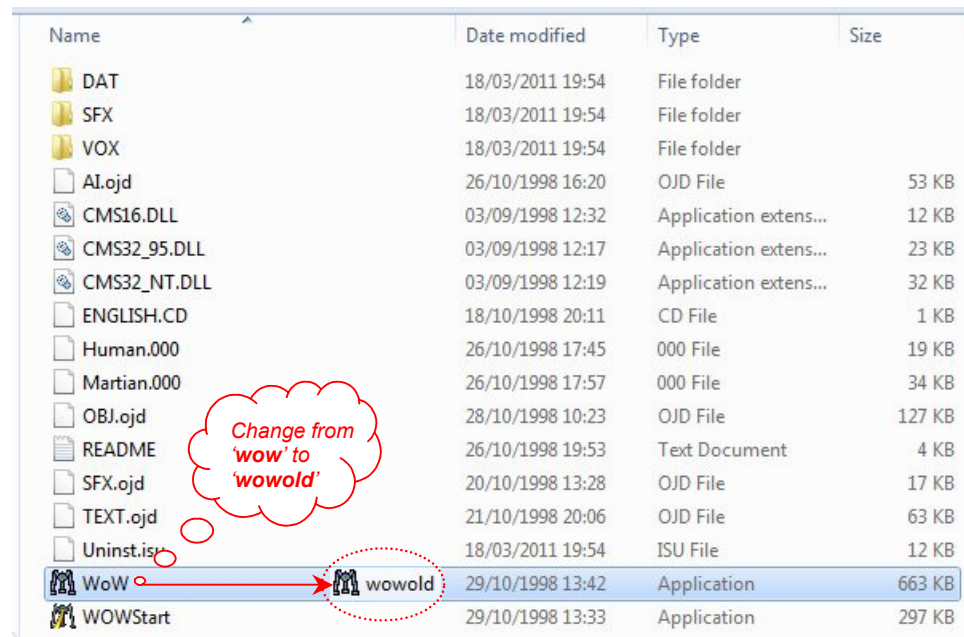 Name Date modified Type Size
DAT 18/03/2011 19:54 File folder
SFX 18/03/2011 19:54 File folder
VOX 18/03/2011 19:54 File folder
AI.ojd 26/10/1998 16:20 OJD File 53 KB
CMS16.DLL 03/09/1998 12:32 Application extens... 12 KB
CMS32_95.DLL 03/09/1998 12:17 Application extens... 23 KB
CMS32_NT.DLL 03/09/1998 12:19 Application extens... 32 KB
ENGLISH.CD 18/10/1998 20:11 CD File 1 KB
Human.000 26/10/1998 17:45 000 File 19 KB
Martian.000 26/10/1998 17:57 000 File 34 KB
OBJ.ojd 28/10/1998 10:23 OJD File 127 KB
Change from
‘wow’ to
‘wowold’
README 26/10/1998 19:53 Text Document 4 KB
SFX.ojd 20/10/1998 13:28 OJD File 17 KB
TEXT.ojd 21/10/1998 20:06 OJD File 63 KB
Uninst.isu 18/03/2011 19:54 ISU File 12 KB
WoW wowold 29/10/1998 13:42 Application 663 KB
WOWStart 29/10/1998 13:33 Application 297 KB